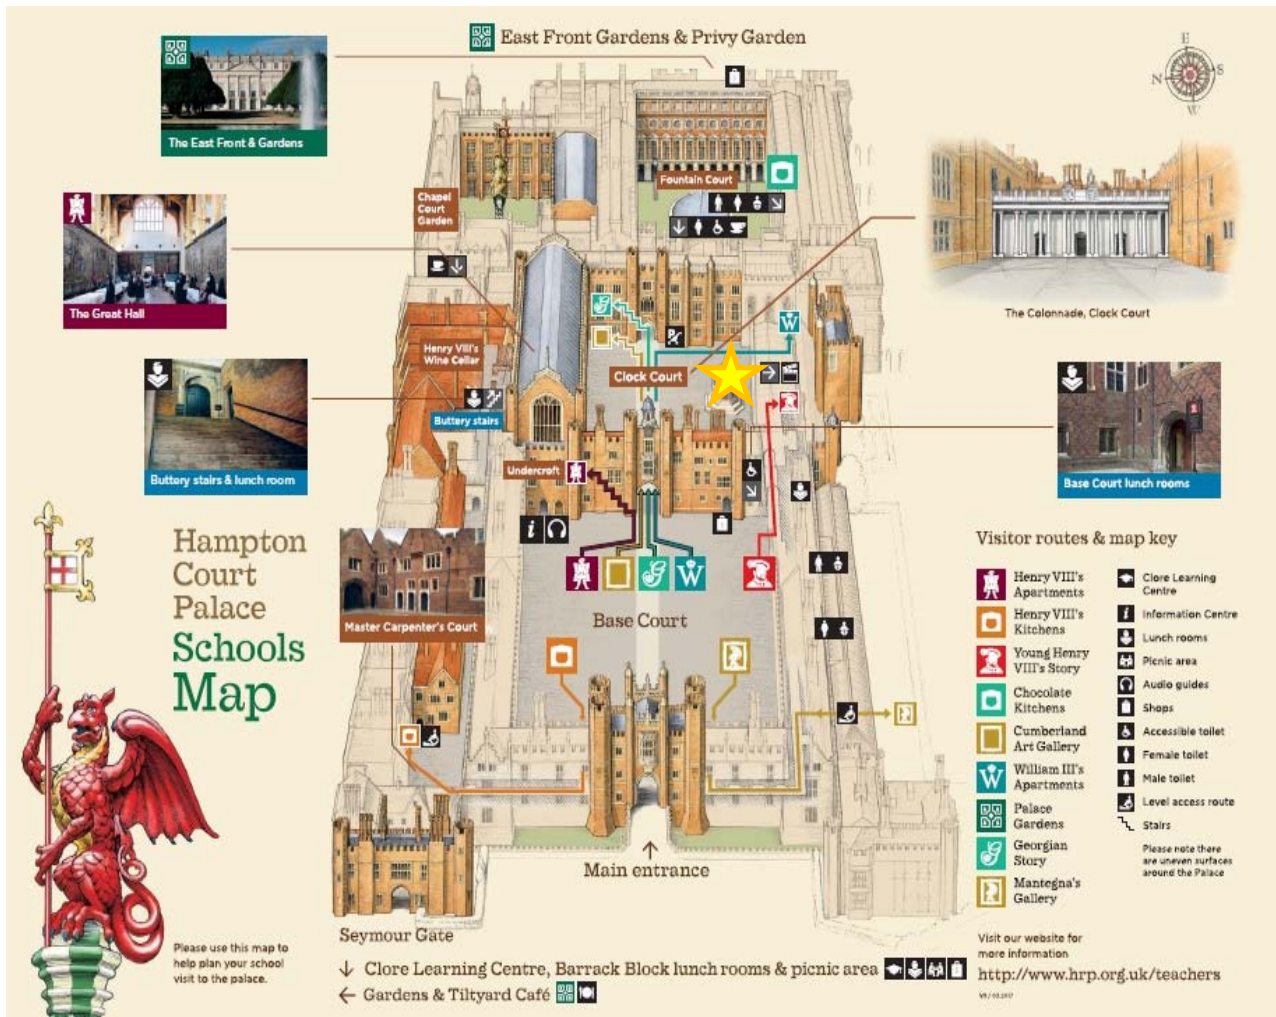 East Front Gardens & Privy Garden
E
N
S
W
The East Front & Gardens
Chapel
Court
Garden
Fountain Court
The Great Hall
The Colonnade, Clock Court
Henry VIII's
Wine Cellar
Clock Court
W
Buttery stairs
Buttery stairs & lunch room
Undercroft
Base Court lunch rooms
Hampton
Court
Palace
Schools
Map
i
W
Master Carpenter's Court
Base Court
Visitor routes & map key
Henry VIII's
Apartments
Henry VIII's
Kitchens
Young Henry
VIII's Story
Chocolate
Kitchens
Cumberland
Art Gallery
W
William III's
Apartments
Palace
Gardens
Georgian
Story
Mantegna's
Gallery
Clore Learning
Centre
i
Information Centre
Lunch rooms
Picnic area
Audio guides
Shops
Accessible toilet
Female toilet
Male toilet
Level access route
Stairs
Please note there
are uneven surfaces
around the Palace
Main entrance
Seymour Gate
Please use this map to
help plan your school
visit to the palace.
↓ Clore Learning Centre, Barrack Block lunch rooms & picnic area
← Gardens & Tiltyard Café
Visit our website for
more information
http://www.hrp.org.uk/teachers